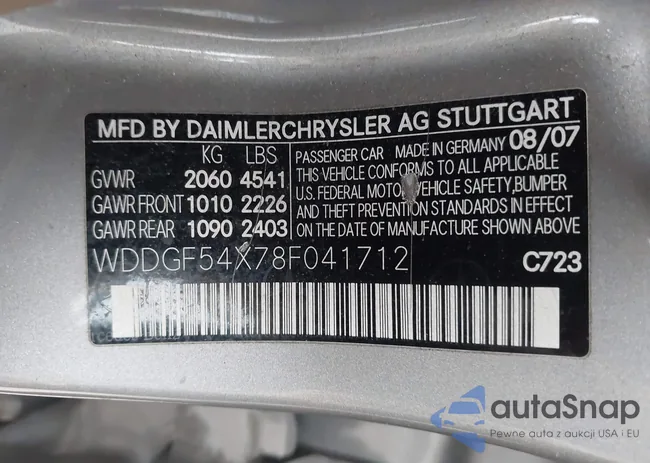 MFD BY DAIMLERCHRYSLER AG STUTTGART
KG LBS
PASSENGER CAR MADE IN GERMANY 08/07
GVWR 2060 4541
THIS VEHICLE CONFORMS TO ALL APPLICABLE
U.S. FEDERAL MOTOR VEHICLE SAFETY,BUMPER
GAWR FRONT 1010 2226
AND THEFT PREVENTION STANDARDS IN EFFECT
GAWR REAR 1090 2403
ON THE DATE OF MANUFACTURE SHOWN ABOVE
WDDGF54X78F041712 C723
autoSnap
Pewne auta z aukcji USA i EU